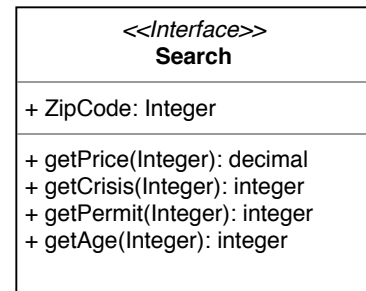 <<Interface>>
Search
+ ZipCode: Integer
+ getPrice(Integer): decimal
+ getCrisis(Integer): integer
+ getPermit(Integer): integer
+ getAge(Integer): integer